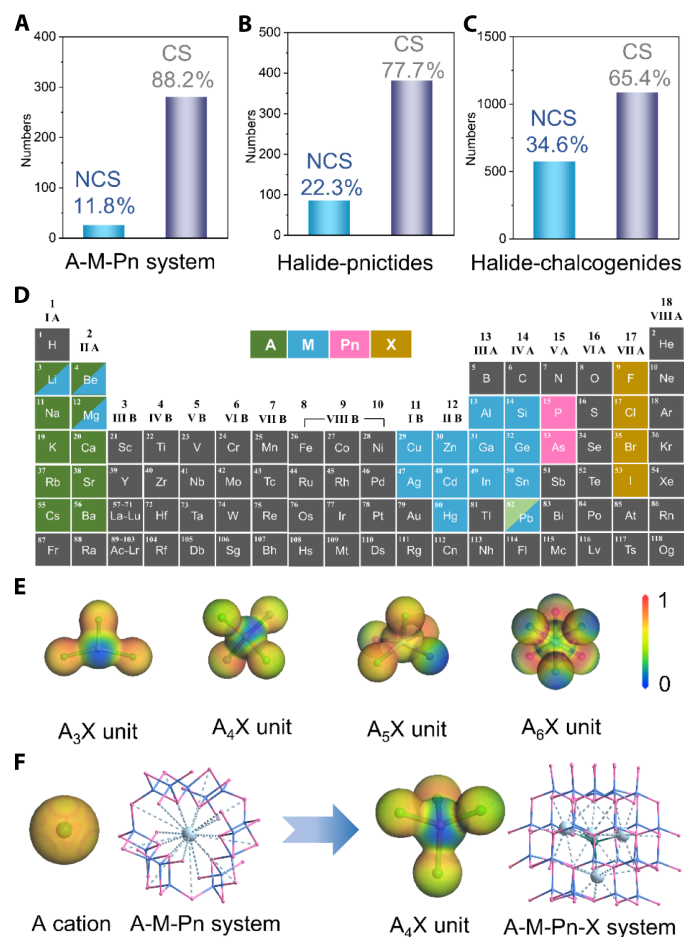 A
B
C
400
300
200
100
0
Numbers
NCS
11.8%
CS
88.2%
A-M-Pn system
500
400
300
200
100
0
Numbers
NCS
22.3%
CS
77.7%
Halide-pnictides
1500
1000
500
0
Numbers
NCS
34.6%
CS
65.4%
Halide-chalcogenides
D
1 18
I A VIII A
1 H 2 13 14 15 16 17 2 He
II A A M Pn X III A IV A V A VI A VII A
3 Li 4 Be 5 B 6 C 7 N 8 O 9 F 10 Ne
11 Na 12 Mg 3 4 5 6 7 8 9 10 11 12 13 Al 14 Si 15 P 16 S 17 Cl 18 Ar
III B IV B V B VI B VII B VIII B I B II B
19 K 20 Ca 21 Sc 22 Ti 23 V 24 Cr 25 Mn 26 Fe 27 Co 28 Ni 29 Cu 30 Zn 31 Ga 32 Ge 33 As 34 Se 35 Br 36 Kr
37 Rb 38 Sr 39 Y 40 Zr 41 Nb 42 Mo 43 Tc 44 Ru 45 Rh 46 Pd 47 Ag 48 Cd 49 In 50 Sn 51 Sb 52 Te 53 I 54 Xe
55 Cs 56 Ba 57-71 La-Lu 72 Hf 73 Ta 74 W 75 Re 76 Os 77 Ir 78 Pt 79 Au 80 Hg 81 Tl 82 Pb 83 Bi 84 Po 85 At 86 Rn
87 Fr 88 Ra 89-103 Ac-Lr 104 Rf 105 Db 106 Sg 107 Bh 108 Hs 109 Mt 110 Ds 111 Rg 112 Cn 113 Nh 114 Fl 115 Mc 116 Lv 117 Ts 118 Og
E
1
0
A₃X unit
A₄X unit
A₅X unit
A₆X unit
F
A cation
A-M-Pn system
A₄X unit
A-M-Pn-X system